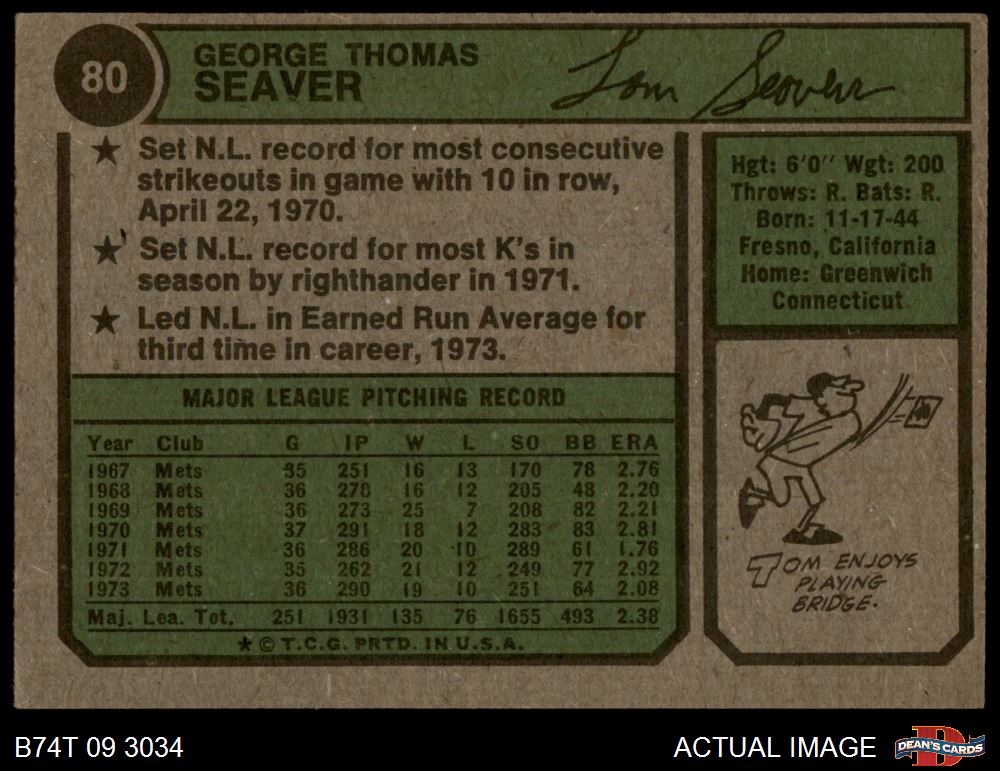 80
GEORGE THOMAS
SEAVER
Tom Seaver
★ Set N.L. record for most consecutive
strikeouts in game with 10 in row,
April 22, 1970.
★ Set N.L. record for most K's in
season by righthander in 1971.
★ Led N.L. in Earned Run Average for
third time in career, 1973.
MAJOR LEAGUE PITCHING RECORD
Year Club G IP W L SO BB ERA
1967 Mets 35 251 16 13 170 78 2.76
1968 Mets 36 278 16 12 205 48 2.20
1969 Mets 36 273 25 7 208 82 2.21
1970 Mets 37 291 18 12 283 83 2.81
1971 Mets 36 286 20 10 289 61 1.76
1972 Mets 35 262 21 12 249 77 2.92
1973 Mets 36 290 19 10 251 64 2.08
Maj. Lea. Tot. 251 1931 135 76 1655 493 2.38
★ © T.C.G. PRTD. IN U.S.A.
Hgt: 6'0" Wgt: 200
Throws: R. Bats: R.
Born: 11-17-44
Fresno, California
Home: Greenwich
Connecticut
TOM ENJOYS
PLAYING
BRIDGE.
B74T 09 3034
ACTUAL IMAGE
D
DEAN'S CARDS